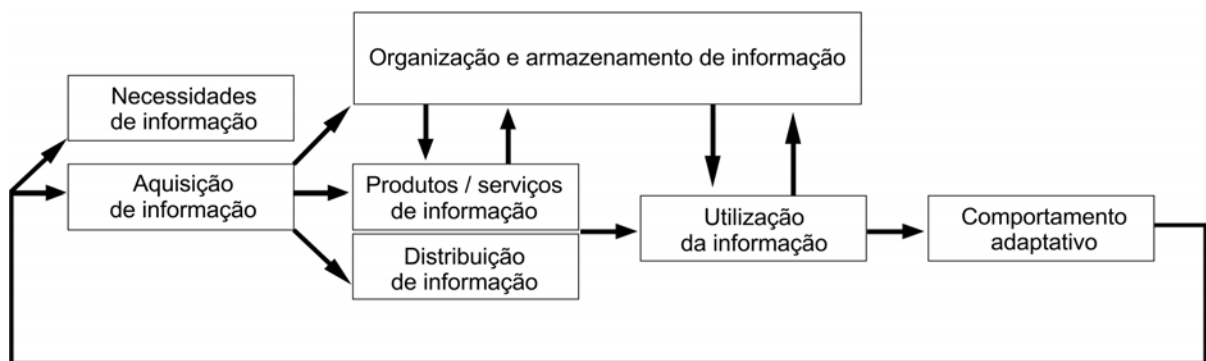 Organização e armazenamento de informação
Necessidades
de informação
Aquisição
de informação
Produtos / serviços
de informação
Distribuição
de informação
Utilização
da informação
Comportamento
adaptativo